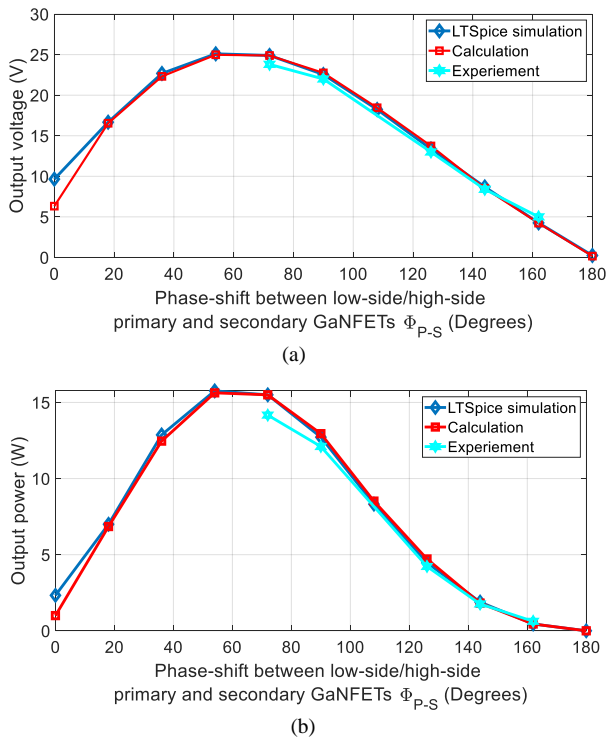 30
25
20
15
10
5
0
Output voltage (V)
LTSpice simulation
Calculation
Experiement
0 20 40 60 80 100 120 140 160 180
Phase-shift between low-side/high-side
primary and secondary GaNFETs Φ_P-S (Degrees)
(a)
15
10
5
0
Output power (W)
LTSpice simulation
Calculation
Experiement
0 20 40 60 80 100 120 140 160 180
Phase-shift between low-side/high-side
primary and secondary GaNFETs Φ_P-S (Degrees)
(b)